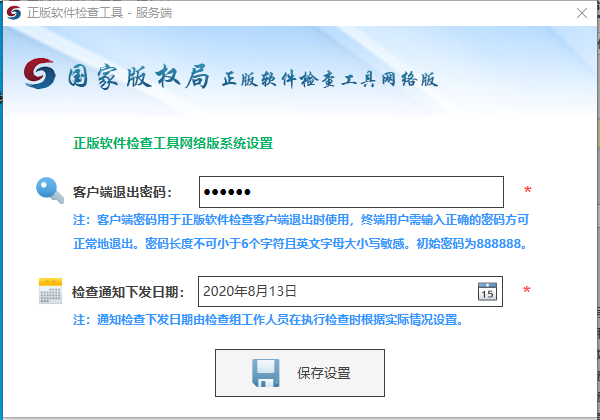 正版软件检查工具 - 服务端
国家版权局 正版软件检查工具网络版
正版软件检查工具网络版系统设置
客户端退出密码： ●●●●●● *
注：客户端密码用于正版软件检查客户端退出时使用，终端用户需输入正确的密码方可
正常地退出。密码长度不可小于6个字符且英文字母大小写敏感。初始密码为888888。
检查通知下发日期： 2020年8月13日 15 *
注：通知检查下发日期由检查组工作人员在执行检查时根据实际情况设置。
保存设置